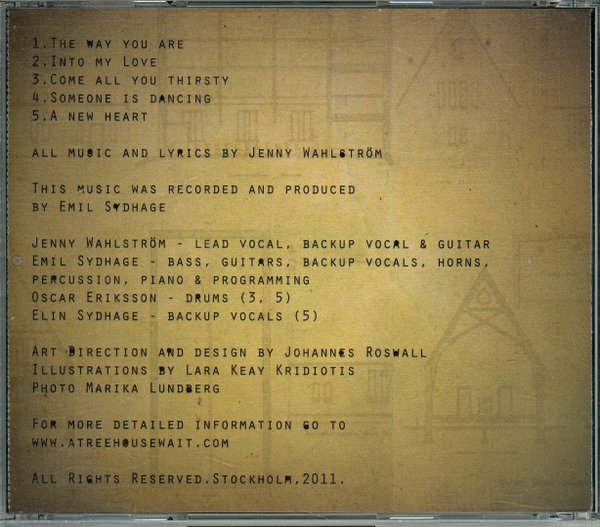 1.The way you are
2.Into my Love
3.Come all you thirsty
4.Someone is dancing
5.A new heart
all music and lyrics by Jenny Wahlström
This music was recorded and produced
by Emil Sydhage
Jenny Wahlström - lead vocal, backup vocal & guitar
Emil Sydhage - bass, guitars, backup vocals, horns,
percussion, piano & programming
Oscar Eriksson - drums (3, 5)
Elin Sydhage - backup vocals (5)
Art Direction and design by Johannes Roswall
Illustrations by Lara Keay Kridiotis
Photo Marika Lundberg
For more detailed information go to
www.atreehousewait.com
All Rights Reserved.Stockholm,2011.